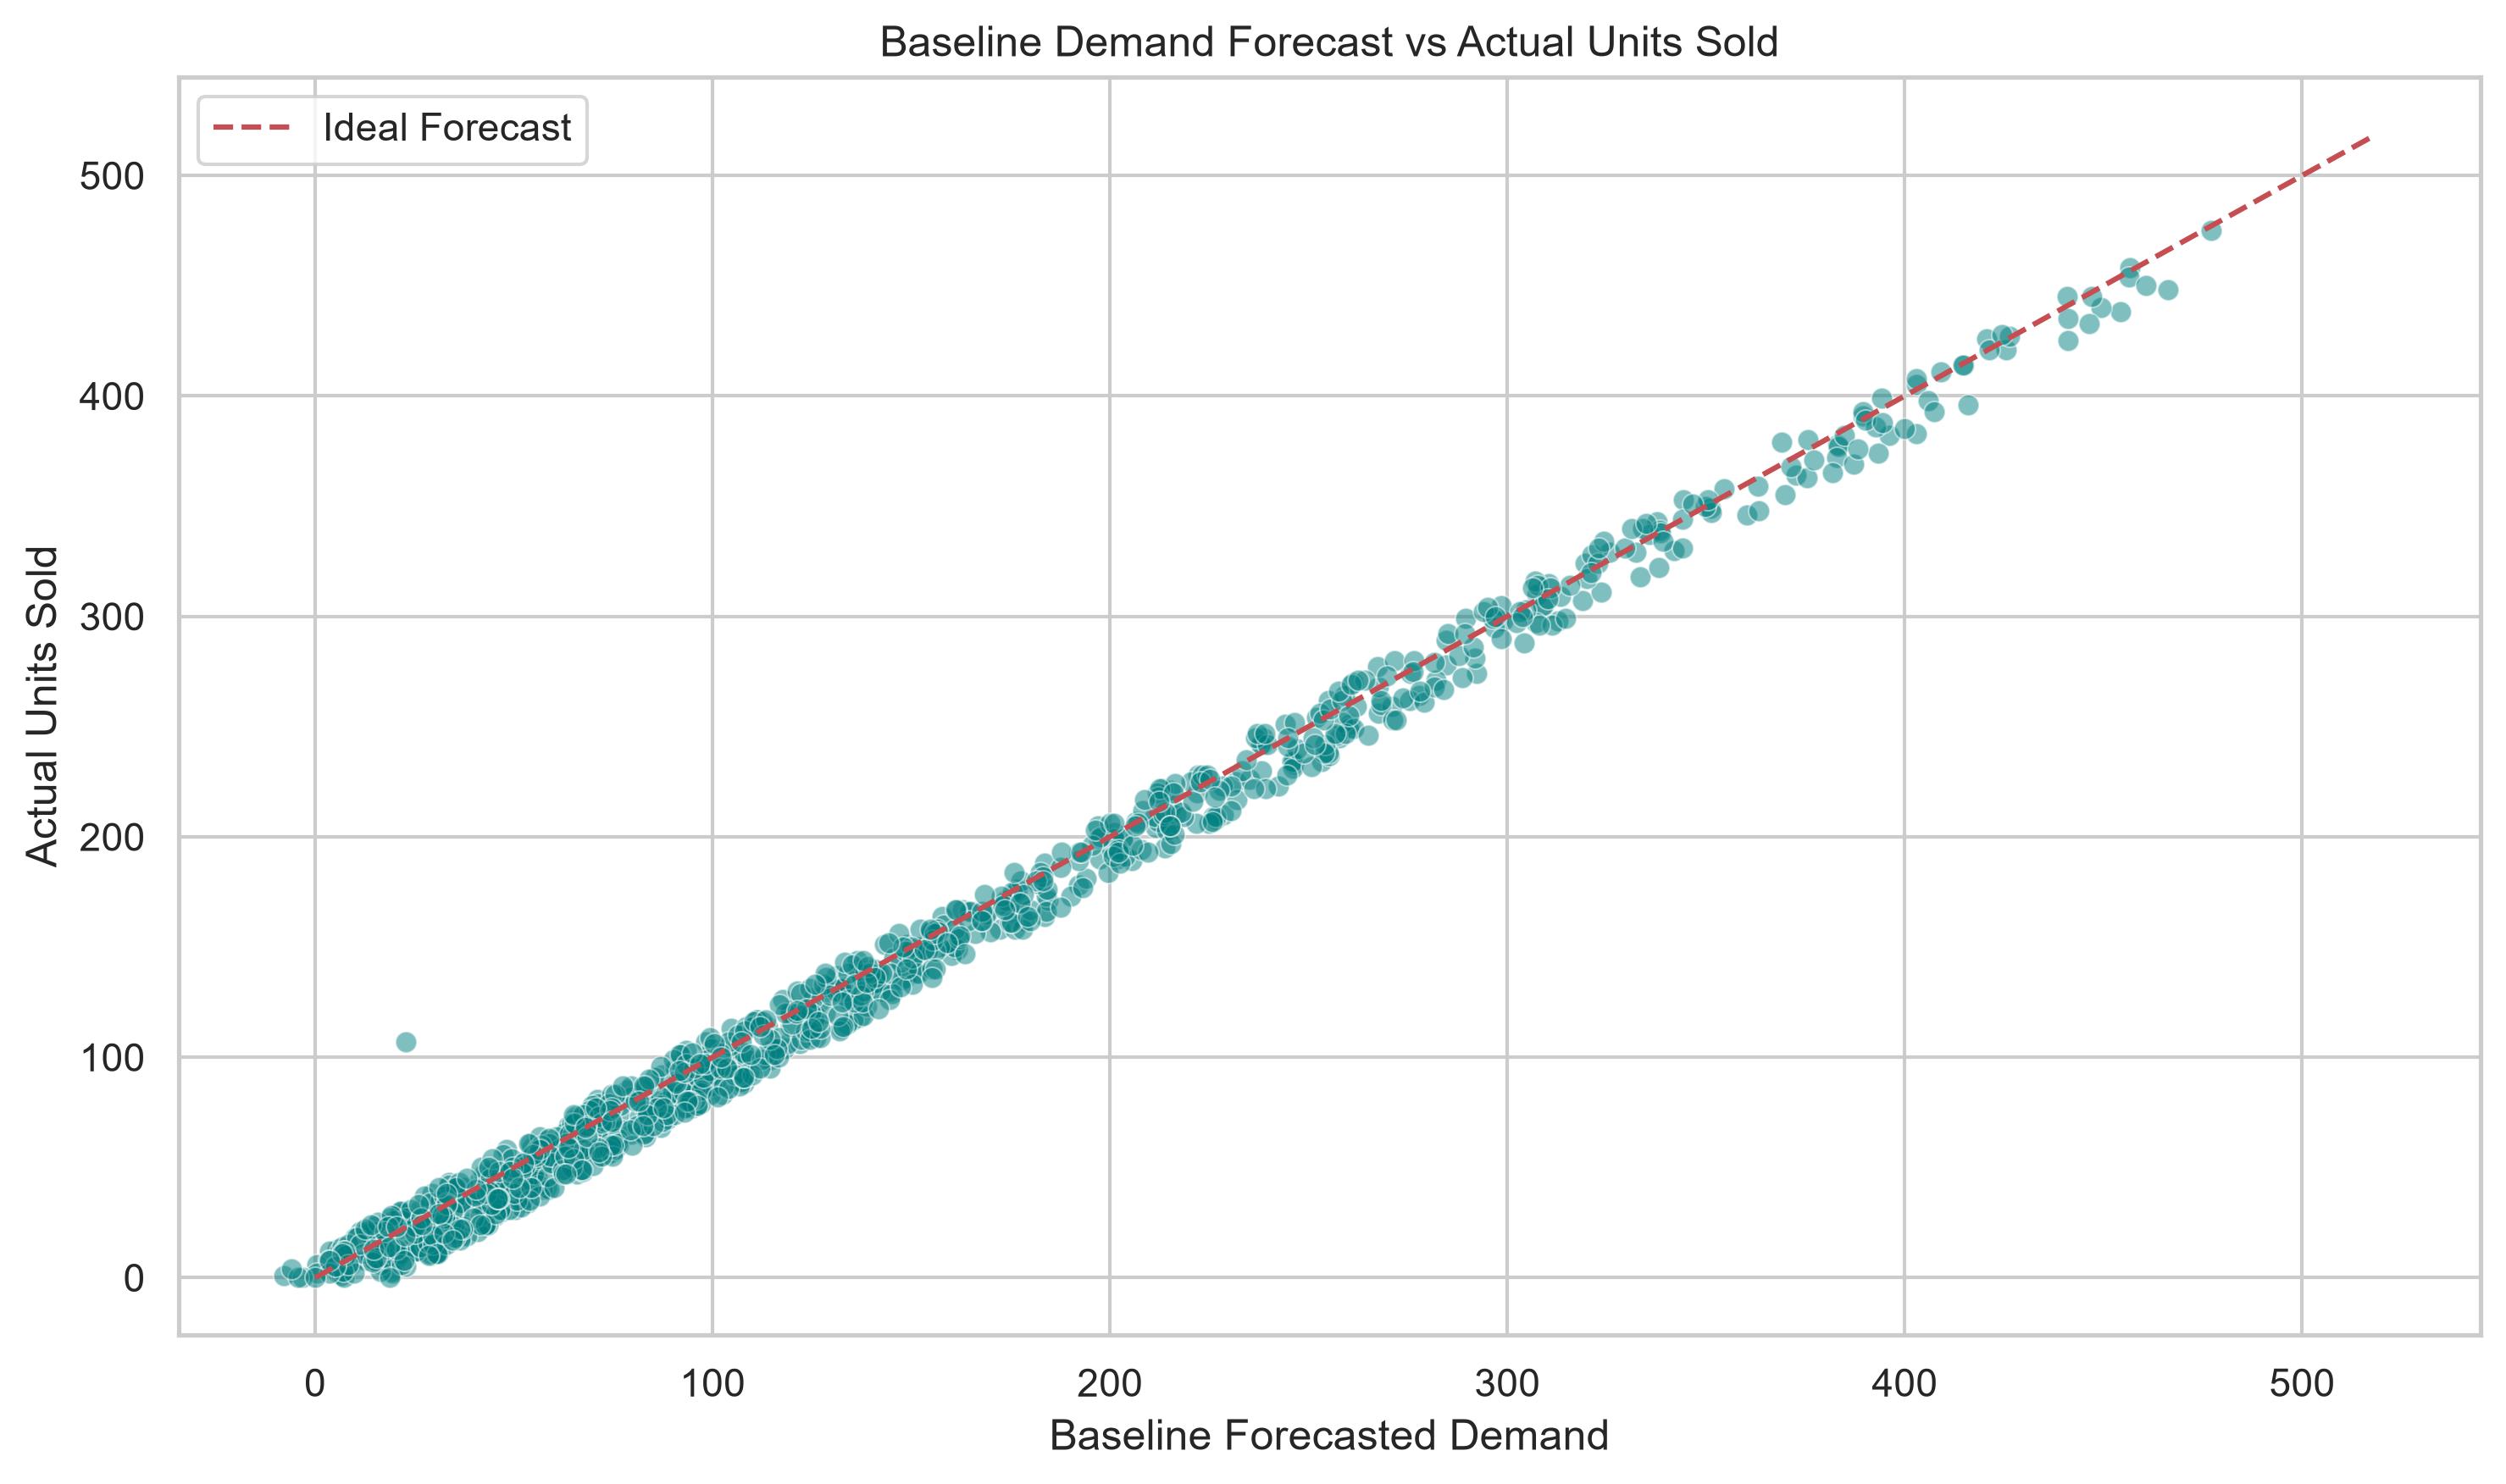 Baseline Demand Forecast vs Actual Units Sold
Ideal Forecast
500
400
300
200
100
0
Actual Units Sold
0 100 200 300 400 500
Baseline Forecasted Demand